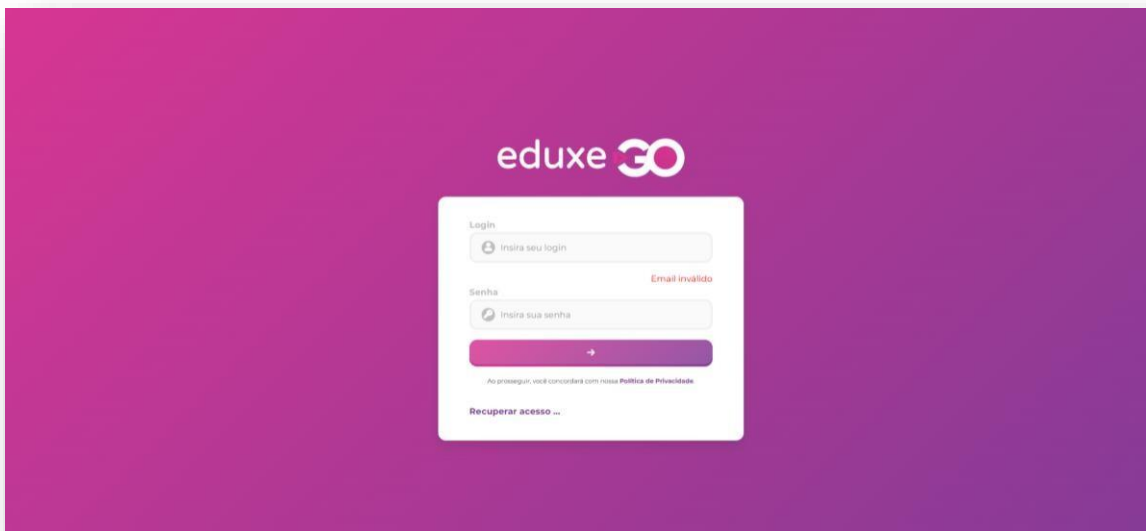 eduxe GO
Login
Insira seu login
Email inválido
Senha
Insira sua senha
Ao prosseguir, você concordará com nossa Política de Privacidade
Recuperar acesso ...